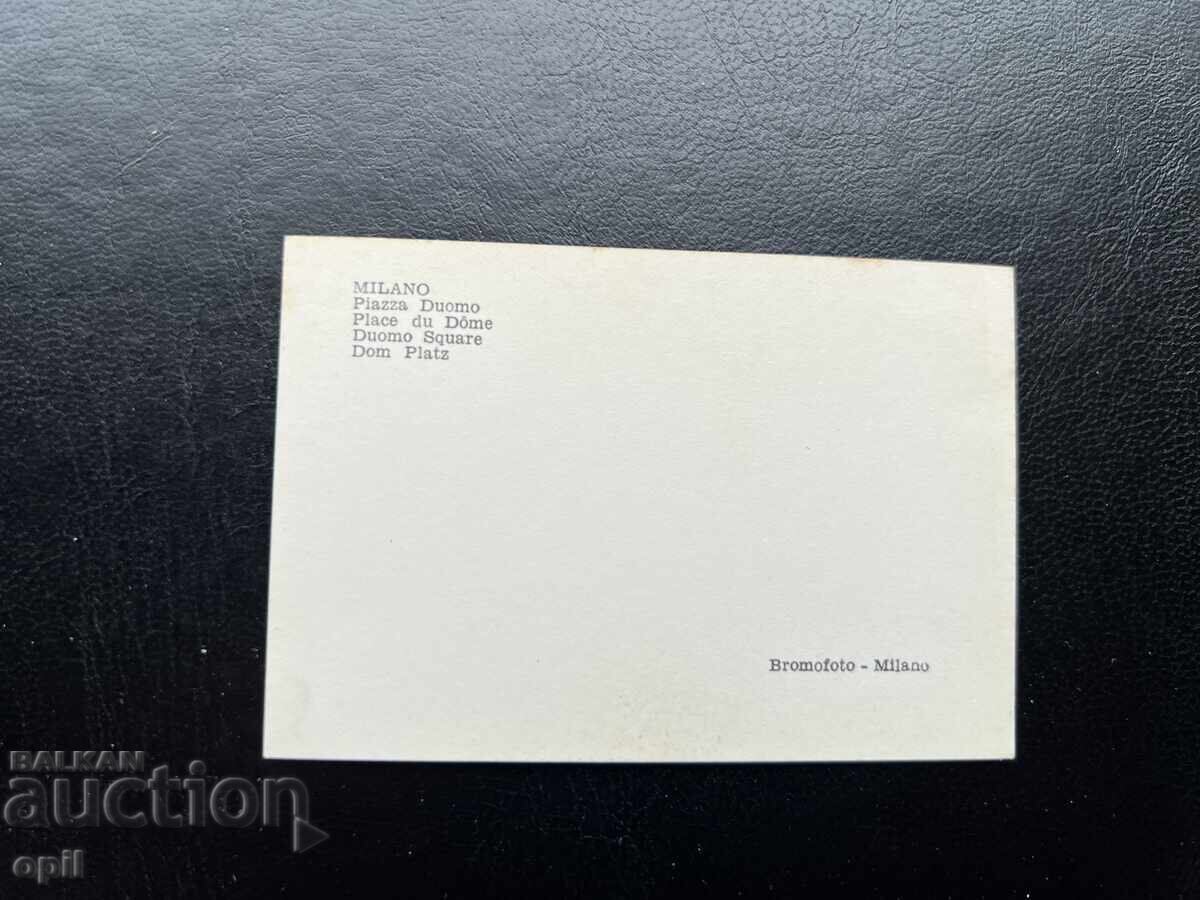 MILANO
Piazza Duomo
Place du Dôme
Duomo Square
Dom Platz
Bromofoto - Milano
BALKAN
auction
opil